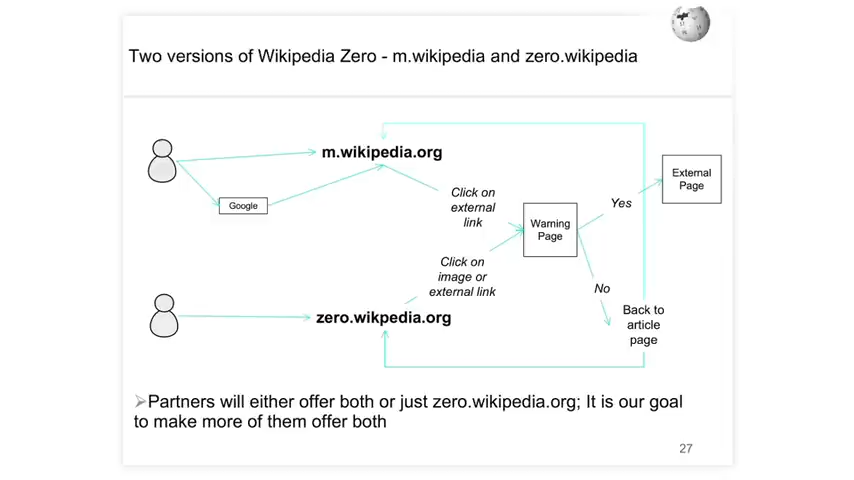 Two versions of Wikipedia Zero - m.wikipedia and zero.wikipedia
m.wikipedia.org
Google
Click on
external
link
Warning
Page
Yes
External
Page
Click on
image or
external link
No
zero.wkpedia.org
Back to
article
page
➢Partners will either offer both or just zero.wikipedia.org; It is our goal
to make more of them offer both
27